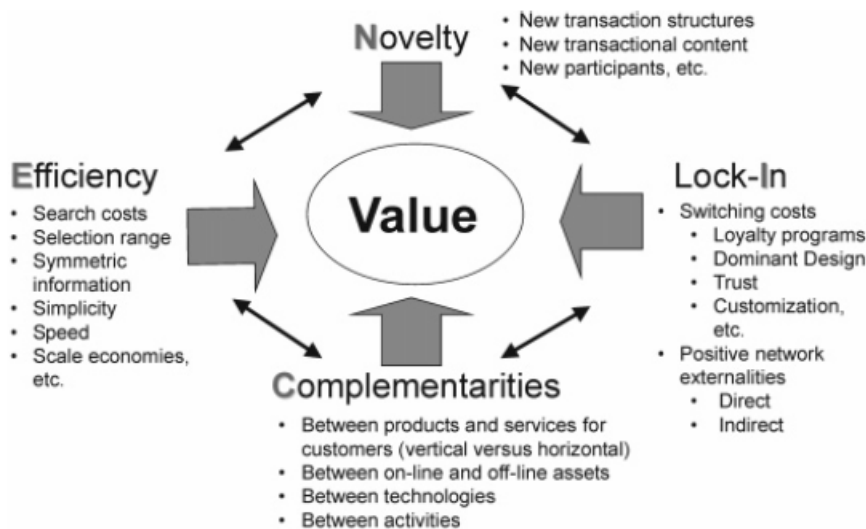 Novelty
• New transaction structures
• New transactional content
• New participants, etc.
Efficiency
• Search costs
• Selection range
• Symmetric
information
• Simplicity
• Speed
• Scale economies,
etc.
Value
Lock-In
• Switching costs
• Loyalty programs
• Dominant Design
• Trust
• Customization,
etc.
• Positive network
externalities
• Direct
• Indirect
Complementarities
• Between products and services for
customers (vertical versus horizontal)
• Between on-line and off-line assets
• Between technologies
• Between activities